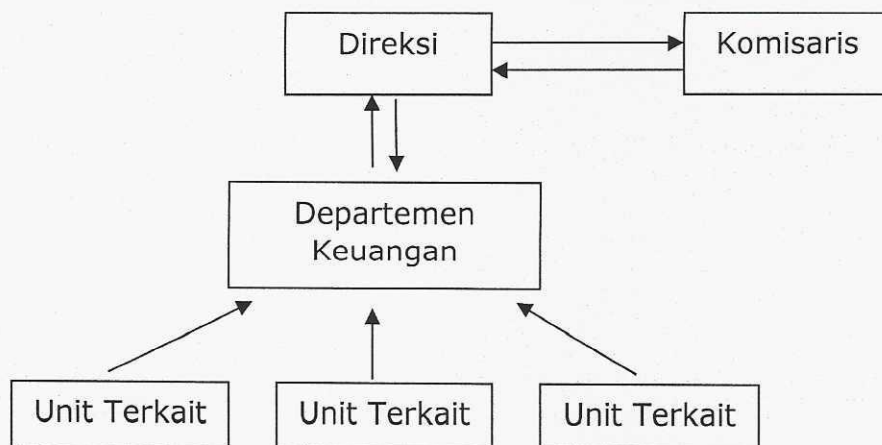 Direksi
Komisaris
Departemen
Keuangan
Unit Terkait
Unit Terkait
Unit Terkait